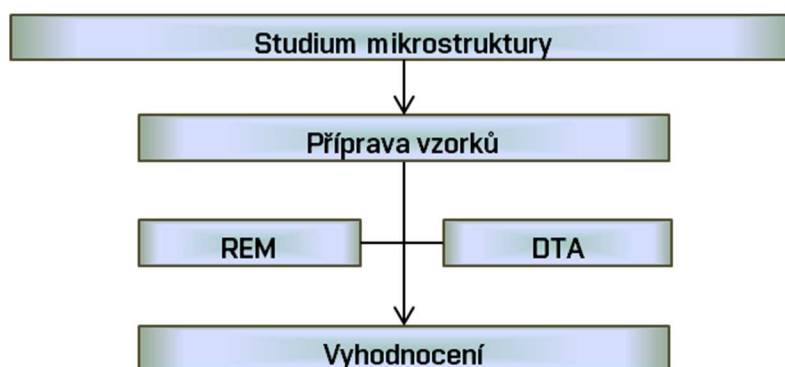 Studium mikrostruktury
Příprava vzorků
REM
DTA
Vyhodnocení